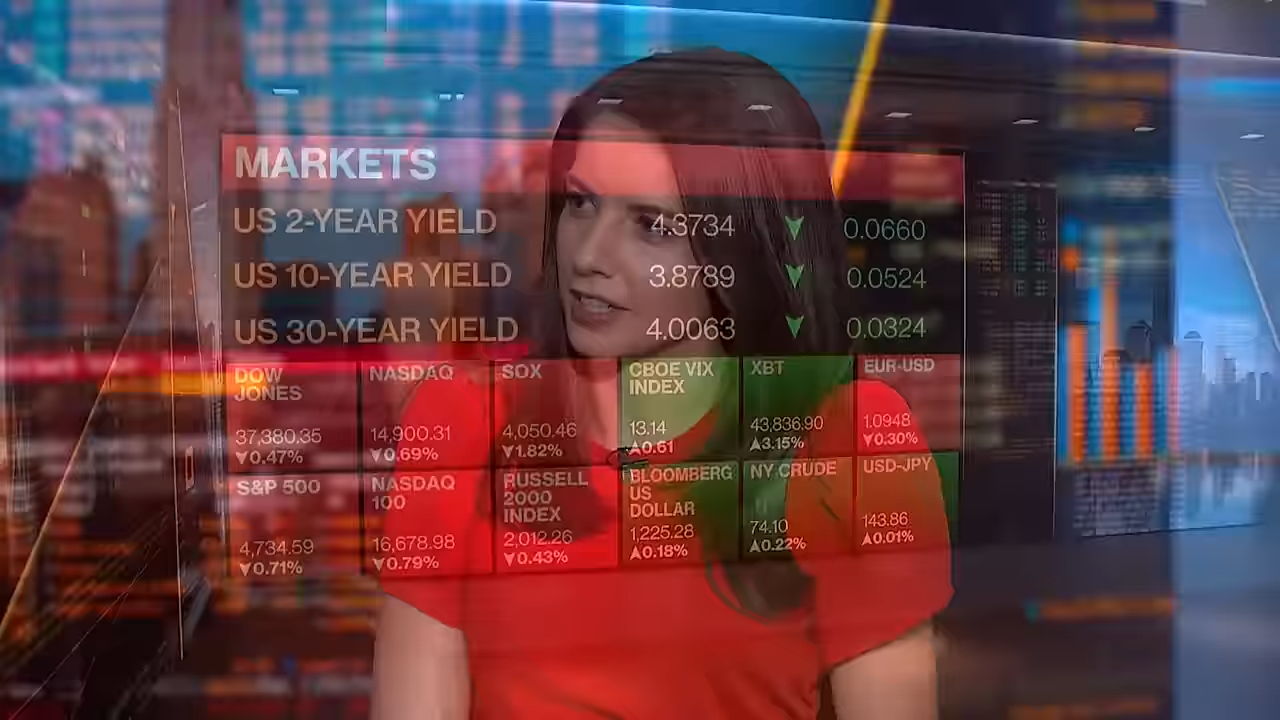 MARKETS
US 2-YEAR YIELD 4.3734 ▼ 0.0660
US 10-YEAR YIELD 3.8789 ▼ 0.0524
US 30-YEAR YIELD 4.0063 ▼ 0.0324
DOW
JONES
37,380.35
▼0.47%
NASDAQ
14,900.31
▼0.69%
SOX
4,050.46
▼1.82%
CBOE VIX
INDEX
13.14
▲0.61
XBT
43,836.90
▲3.15%
EUR-USD
1.0948
▼0.30%
S&P 500
4,734.59
▼0.71%
NASDAQ
100
16,678.98
▼0.79%
RUSSELL
2000
INDEX
2,012.26
▼0.43%
BLOOMBERG
US
DOLLAR
1,225.28
▲0.18%
NY CRUDE
74.10
▲0.22%
USD-JPY
143.86
▲0.01%